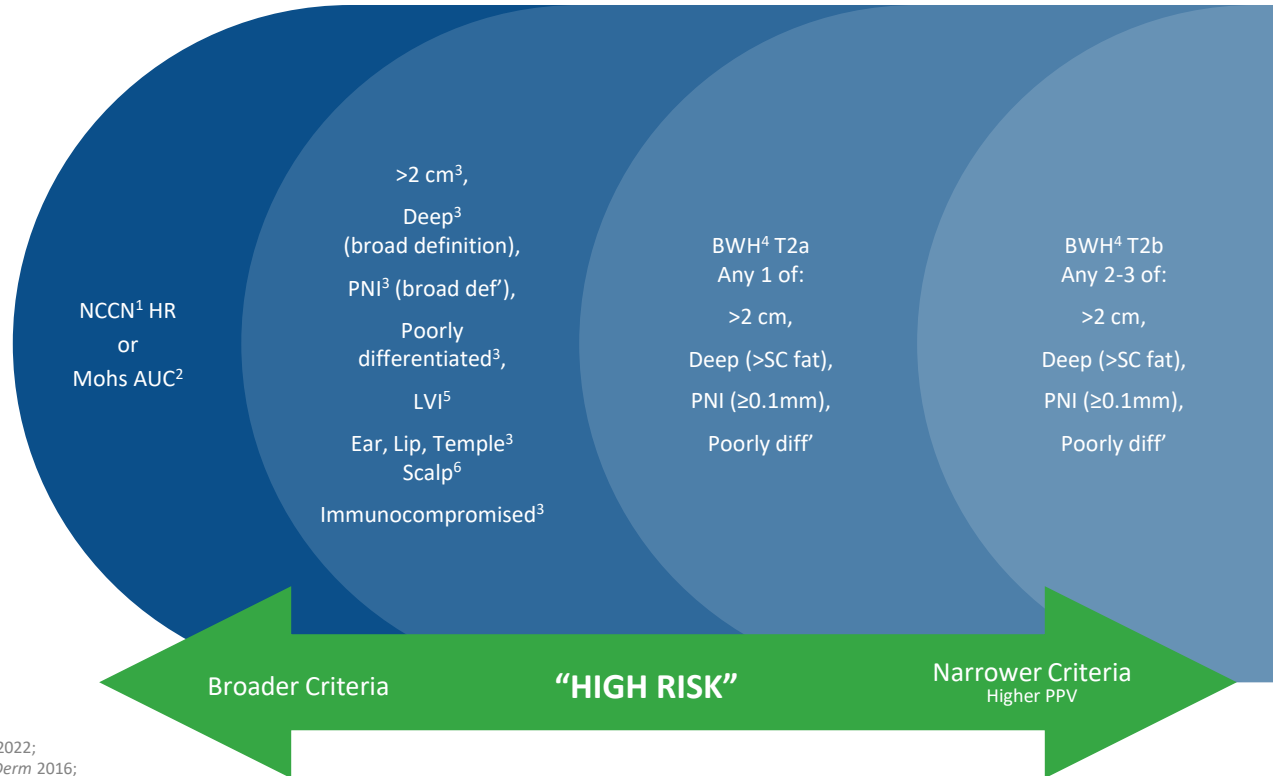 NCCN¹ HR
or
Mohs AUC²
>2 cm³,
Deep³
(broad definition),
PNI³ (broad def’),
Poorly
differentiated³,
LVI⁵
Ear, Lip, Temple³
Scalp⁶
Immunocompromised³
BWH⁴ T2a
Any 1 of:
>2 cm,
Deep (>SC fat),
PNI (≥0.1mm),
Poorly diff’
BWH⁴ T2b
Any 2-3 of:
>2 cm,
Deep (>SC fat),
PNI (≥0.1mm),
Poorly diff’
Broader Criteria
“HIGH RISK”
Narrower Criteria
Higher PPV
2022;
Derm 2016;